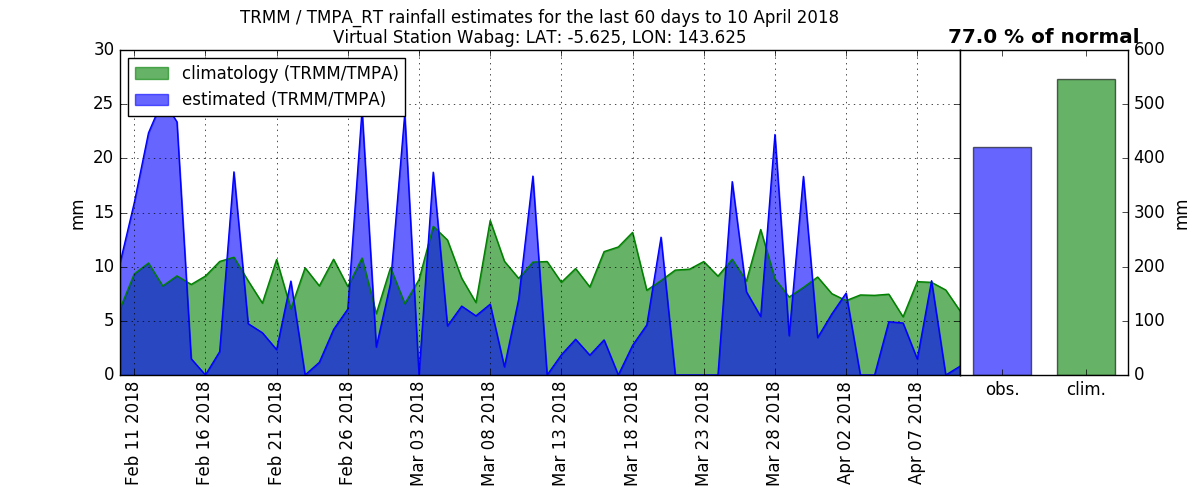 TRMM / TMPA_RT rainfall estimates for the last 60 days to 10 April 2018
Virtual Station Wabag: LAT: -5.625, LON: 143.625
77.0 % of normal
climatology (TRMM/TMPA)
estimated (TRMM/TMPA)
30
25
20
15
10
5
0
mm
600
500
400
300
200
100
0
mm
Feb 11 2018
Feb 16 2018
Feb 21 2018
Feb 26 2018
Mar 03 2018
Mar 08 2018
Mar 13 2018
Mar 18 2018
Mar 23 2018
Mar 28 2018
Apr 02 2018
Apr 07 2018
obs.
clim.